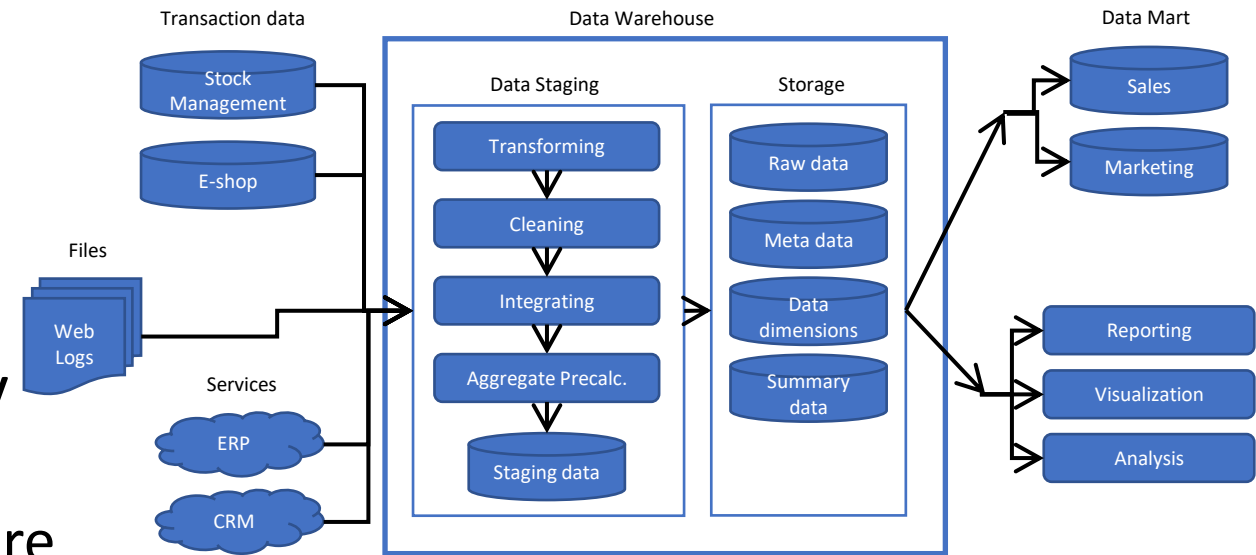 Transaction data
Stock
Management
E-shop
Files
Web
Logs
Services
ERP
CRM
Data Warehouse
Data Staging
Transforming
Cleaning
Integrating
Aggregate Precalc.
Staging data
Storage
Raw data
Meta data
Data
dimensions
Summary
data
Data Mart
Sales
Marketing
Reporting
Visualization
Analysis
re